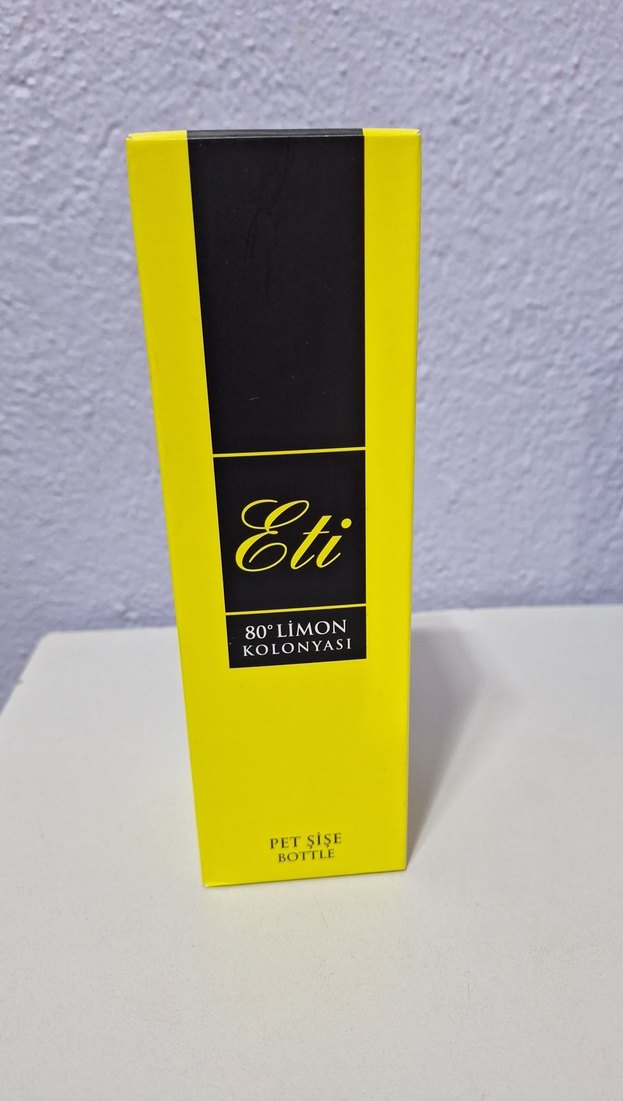 Eti
80° LİMON
KOLONYASI
PET ŞİŞE
BOTTLE